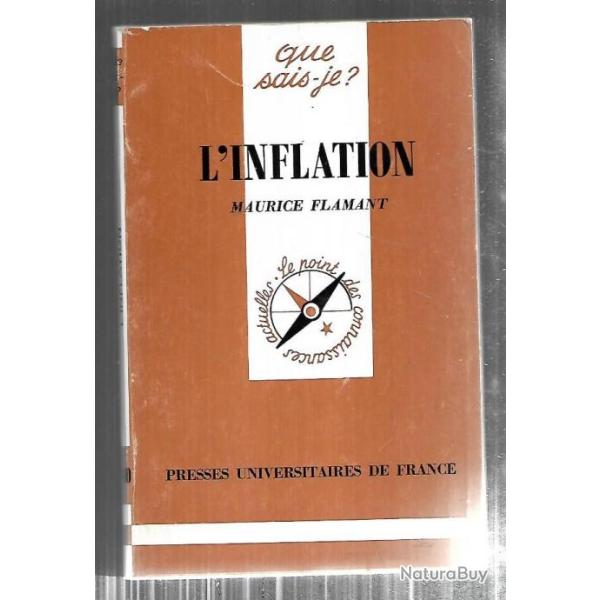 Que
sais-je?
L'INFLATION
MAURICE FLAMANT
Le point des connaissances actuelles.
PRESSES UNIVERSITAIRES DE FRANCE
NaturaBuy